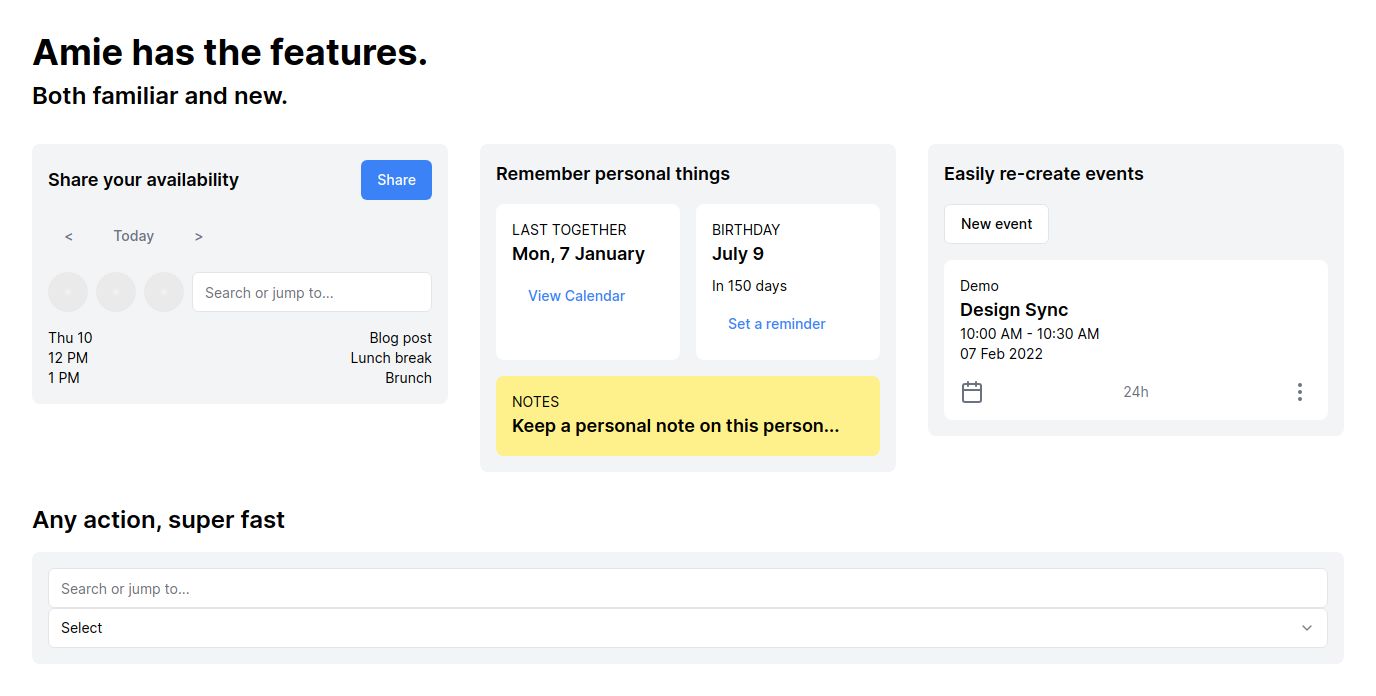 Amie has the features.
Both familiar and new.
Share your availability
Share
< Today >
Search or jump to...
Thu 10 Blog post
12 PM Lunch break
1 PM Brunch
Remember personal things
LAST TOGETHER
Mon, 7 January
View Calendar
BIRTHDAY
July 9
In 150 days
Set a reminder
NOTES
Keep a personal note on this person...
Easily re-create events
New event
Demo
Design Sync
10:00 AM - 10:30 AM
07 Feb 2022
24h
Any action, super fast
Search or jump to...
Select